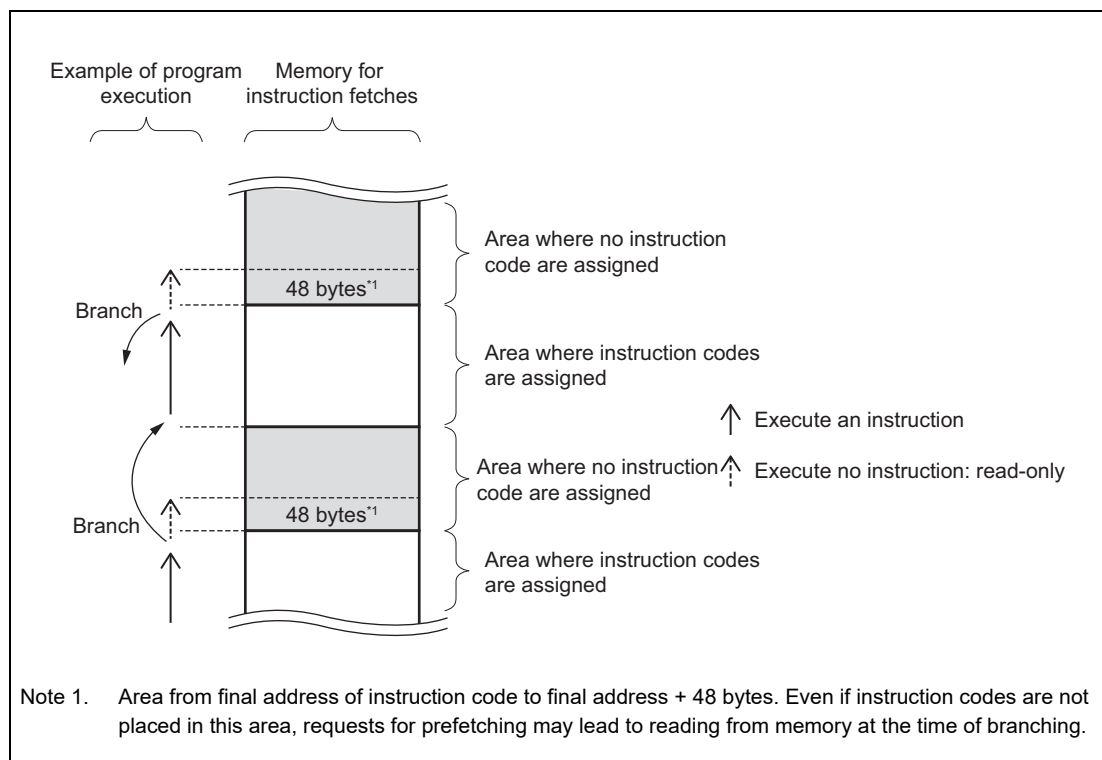 Example of program
execution
Memory for
instruction fetches
Area where no instruction
code are assigned
48 bytes*1
Branch
Area where instruction codes
are assigned
Execute an instruction
Area where no instruction
code are assigned
Execute no instruction: read-only
48 bytes*1
Branch
Area where instruction codes
are assigned
Note 1. Area from final address of instruction code to final address + 48 bytes. Even if instruction codes are not
placed in this area, requests for prefetching may lead to reading from memory at the time of branching.